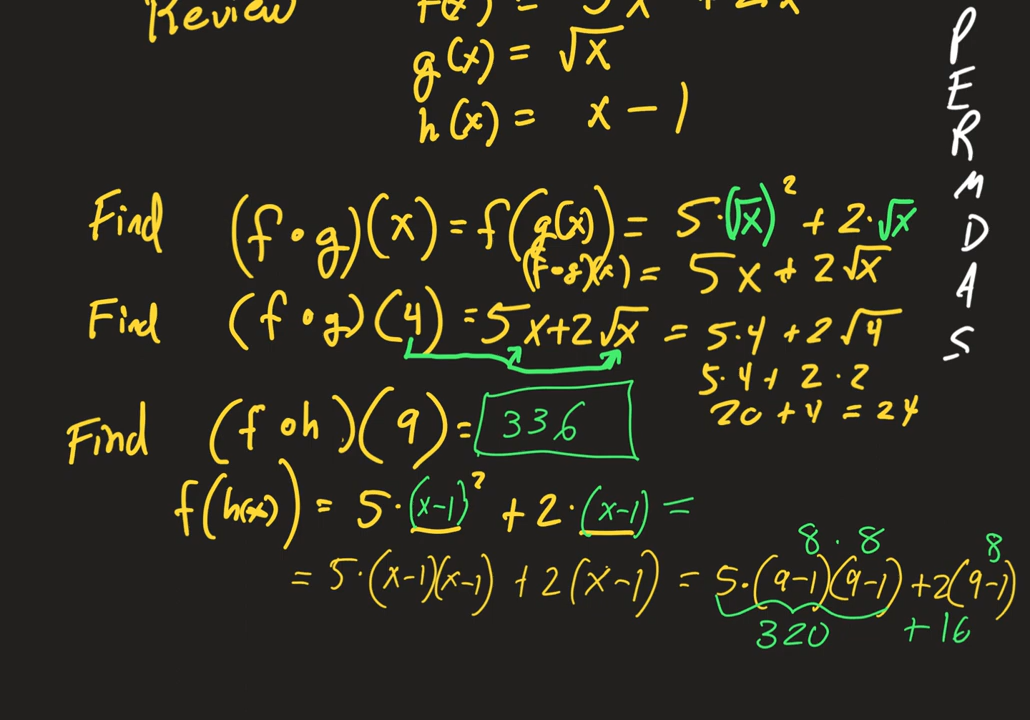 Review
f(x) = 5x + 2x
g(x) = √x
h(x) = x - 1
Find (f∘g)(x) = f(g(x)) = 5·(√x)² + 2·√x
(f∘g)(x) = 5x + 2√x
Find (f∘g)(4) = 5x+2√x = 5·4 + 2√4
5·4 + 2·2
20 + 4 = 24
Find (f∘h)(9) = 336
f(h(x)) = 5·(x-1)² + 2·(x-1) =
8 · 8 8
= 5·(x-1)(x-1) + 2(x-1) = 5·(9-1)(9-1) + 2(9-1)
320 + 16
P
E
R
M
D
A
S